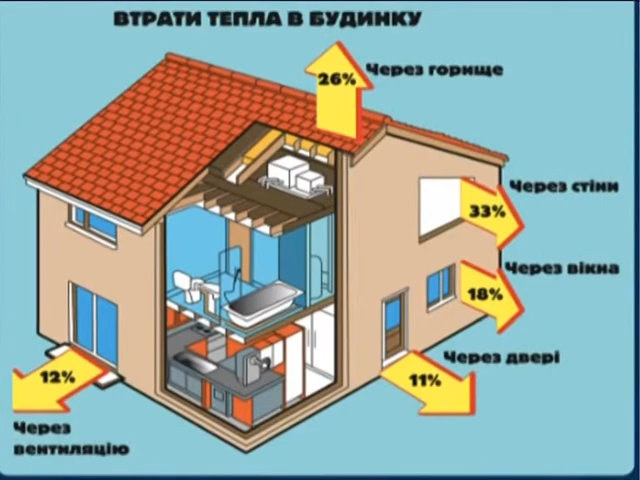 ВТРАТИ ТЕПЛА В БУДИНКУ
26%
Через горище
Через стіни
33%
Через вікна
18%
Через двері
11%
12%
Через
вентиляцію